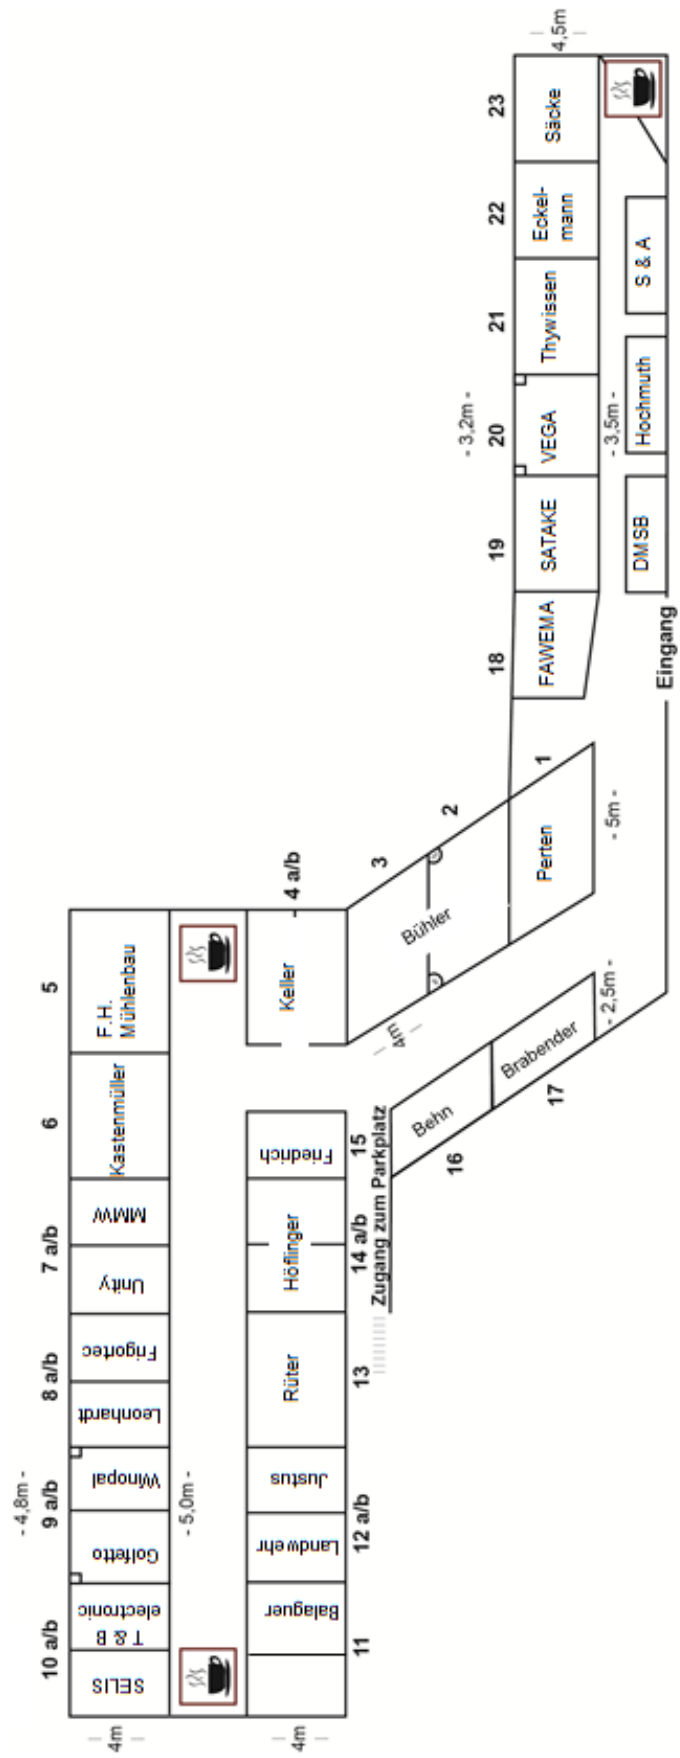 4,5m
23
Säcke
22
Eckel-
mann
S & A
21
Thywissen
Hochmuth
- 3,2m -
20
VEGA
- 3,5m -
19
SATAKE
DMSB
18
FAWEMA
Eingang
1
Perten
- 5m -
2
3
Bühler
4m
4 a/b
Keller
5
F.H.
Mühlenbau
6
Kastenmüller
- 2,5m -
Brabender
17
Behn
16
Zugang zum Parkplatz
15
Friedrich
14 a/b
Höflinger
7 a/b
MMW
Unity
13
Rüter
8 a/b
Frigortec
Leonhardt
- 4,8m -
9 a/b
Winopal
Golfetto
- 5,0m -
Justus
12 a/b
Landwehr
10 a/b
T & B
electronic
SELIS
Balaguer
11
4m
4m